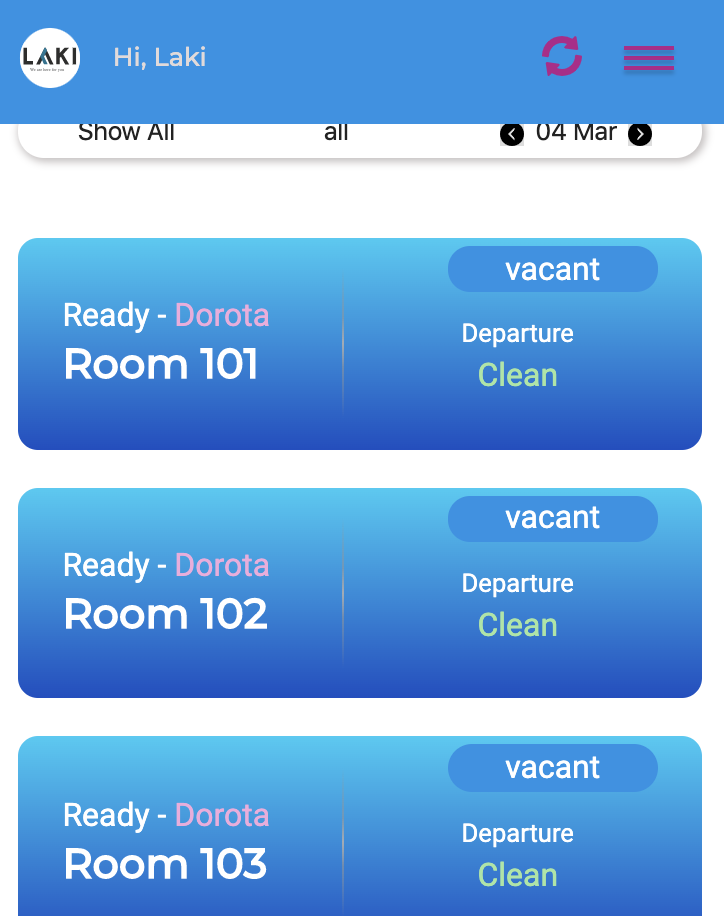 LAKI
We are here for you
Hi, Laki
Show All all 04 Mar
vacant
Ready - Dorota
Room 101
Departure
Clean
vacant
Ready - Dorota
Room 102
Departure
Clean
vacant
Ready - Dorota
Room 103
Departure
Clean